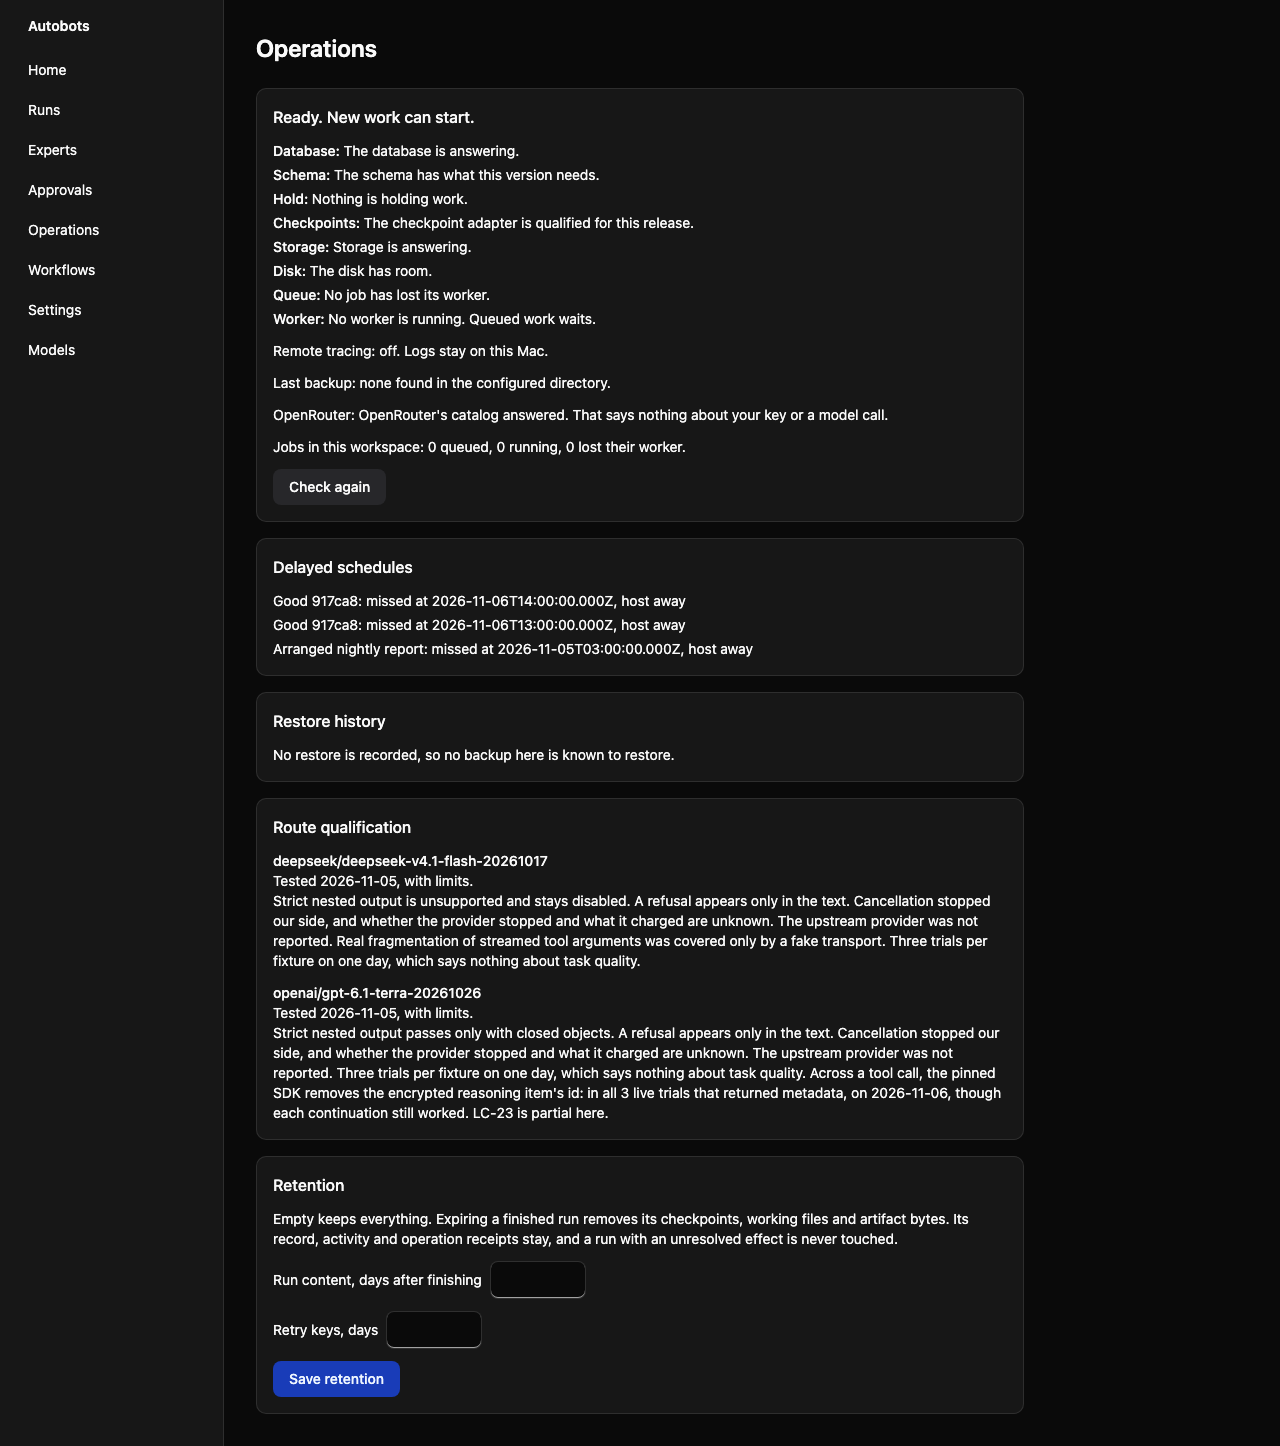 Autobots
Home
Runs
Experts
Approvals
Operations
Workflows
Settings
Models
Operations
Ready. New work can start.
Database: The database is answering.
Schema: The schema has what this version needs.
Hold: Nothing is holding work.
Checkpoints: The checkpoint adapter is qualified for this release.
Storage: Storage is answering.
Disk: The disk has room.
Queue: No job has lost its worker.
Worker: No worker is running. Queued work waits.
Remote tracing: off. Logs stay on this Mac.
Last backup: none found in the configured directory.
OpenRouter: OpenRouter's catalog answered. That says nothing about your key or a model call.
Jobs in this workspace: 0 queued, 0 running, 0 lost their worker.
Check again
Delayed schedules
Good 917ca8: missed at 2026-11-06T14:00:00.000Z, host away
Good 917ca8: missed at 2026-11-06T13:00:00.000Z, host away
Arranged nightly report: missed at 2026-11-05T03:00:00.000Z, host away
Restore history
No restore is recorded, so no backup here is known to restore.
Route qualification
deepseek/deepseek-v4.1-flash-20261017
Tested 2026-11-05, with limits.
Strict nested output is unsupported and stays disabled. A refusal appears only in the text. Cancellation stopped
our side, and whether the provider stopped and what it charged are unknown. The upstream provider was not
reported. Real fragmentation of streamed tool arguments was covered only by a fake transport. Three trials per
fixture on one day, which says nothing about task quality.
openai/gpt-6.1-terra-20261026
Tested 2026-11-05, with limits.
Strict nested output passes only with closed objects. A refusal appears only in the text. Cancellation stopped our
side, and whether the provider stopped and what it charged are unknown. The upstream provider was not
reported. Three trials per fixture on one day, which says nothing about task quality. Across a tool call, the pinned
SDK removes the encrypted reasoning item's id: in all 3 live trials that returned metadata, on 2026-11-06, though
each continuation still worked. LC-23 is partial here.
Retention
Empty keeps everything. Expiring a finished run removes its checkpoints, working files and artifact bytes. Its
record, activity and operation receipts stay, and a run with an unresolved effect is never touched.
Run content, days after finishing
Retry keys, days
Save retention